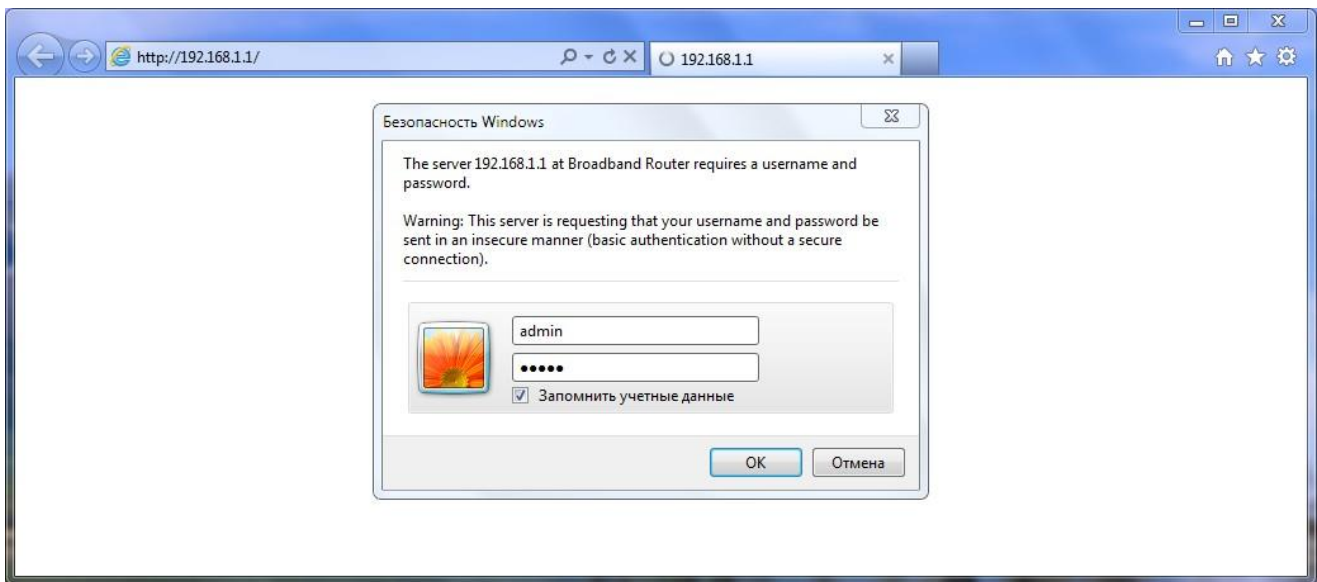 http://192.168.1.1/
192.168.1.1
Безопасность Windows
The server 192.168.1.1 at Broadband Router requires a username and
password.
Warning: This server is requesting that your username and password be
sent in an insecure manner (basic authentication without a secure
connection).
admin
•••••
Запомнить учетные данные
OK
Отмена